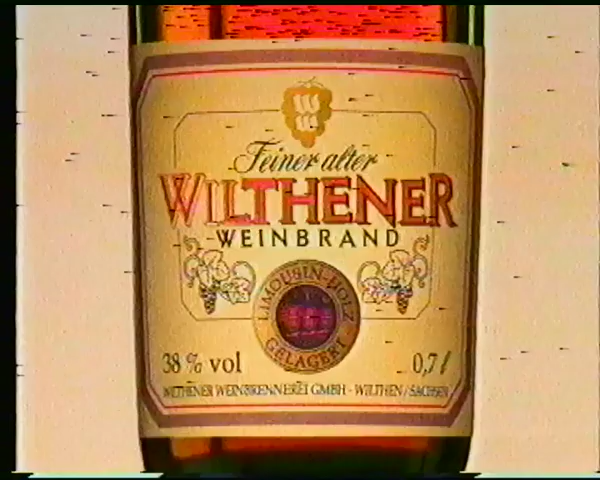 W
W
Feiner alter
WILTHENER
WEINBRAND
LIMOUSIN-HOLZ
GELAGERT
38 % vol
0,7 l
WILTHENER WEINBRENNEREI GMBH · WILTHEN/SACHSEN